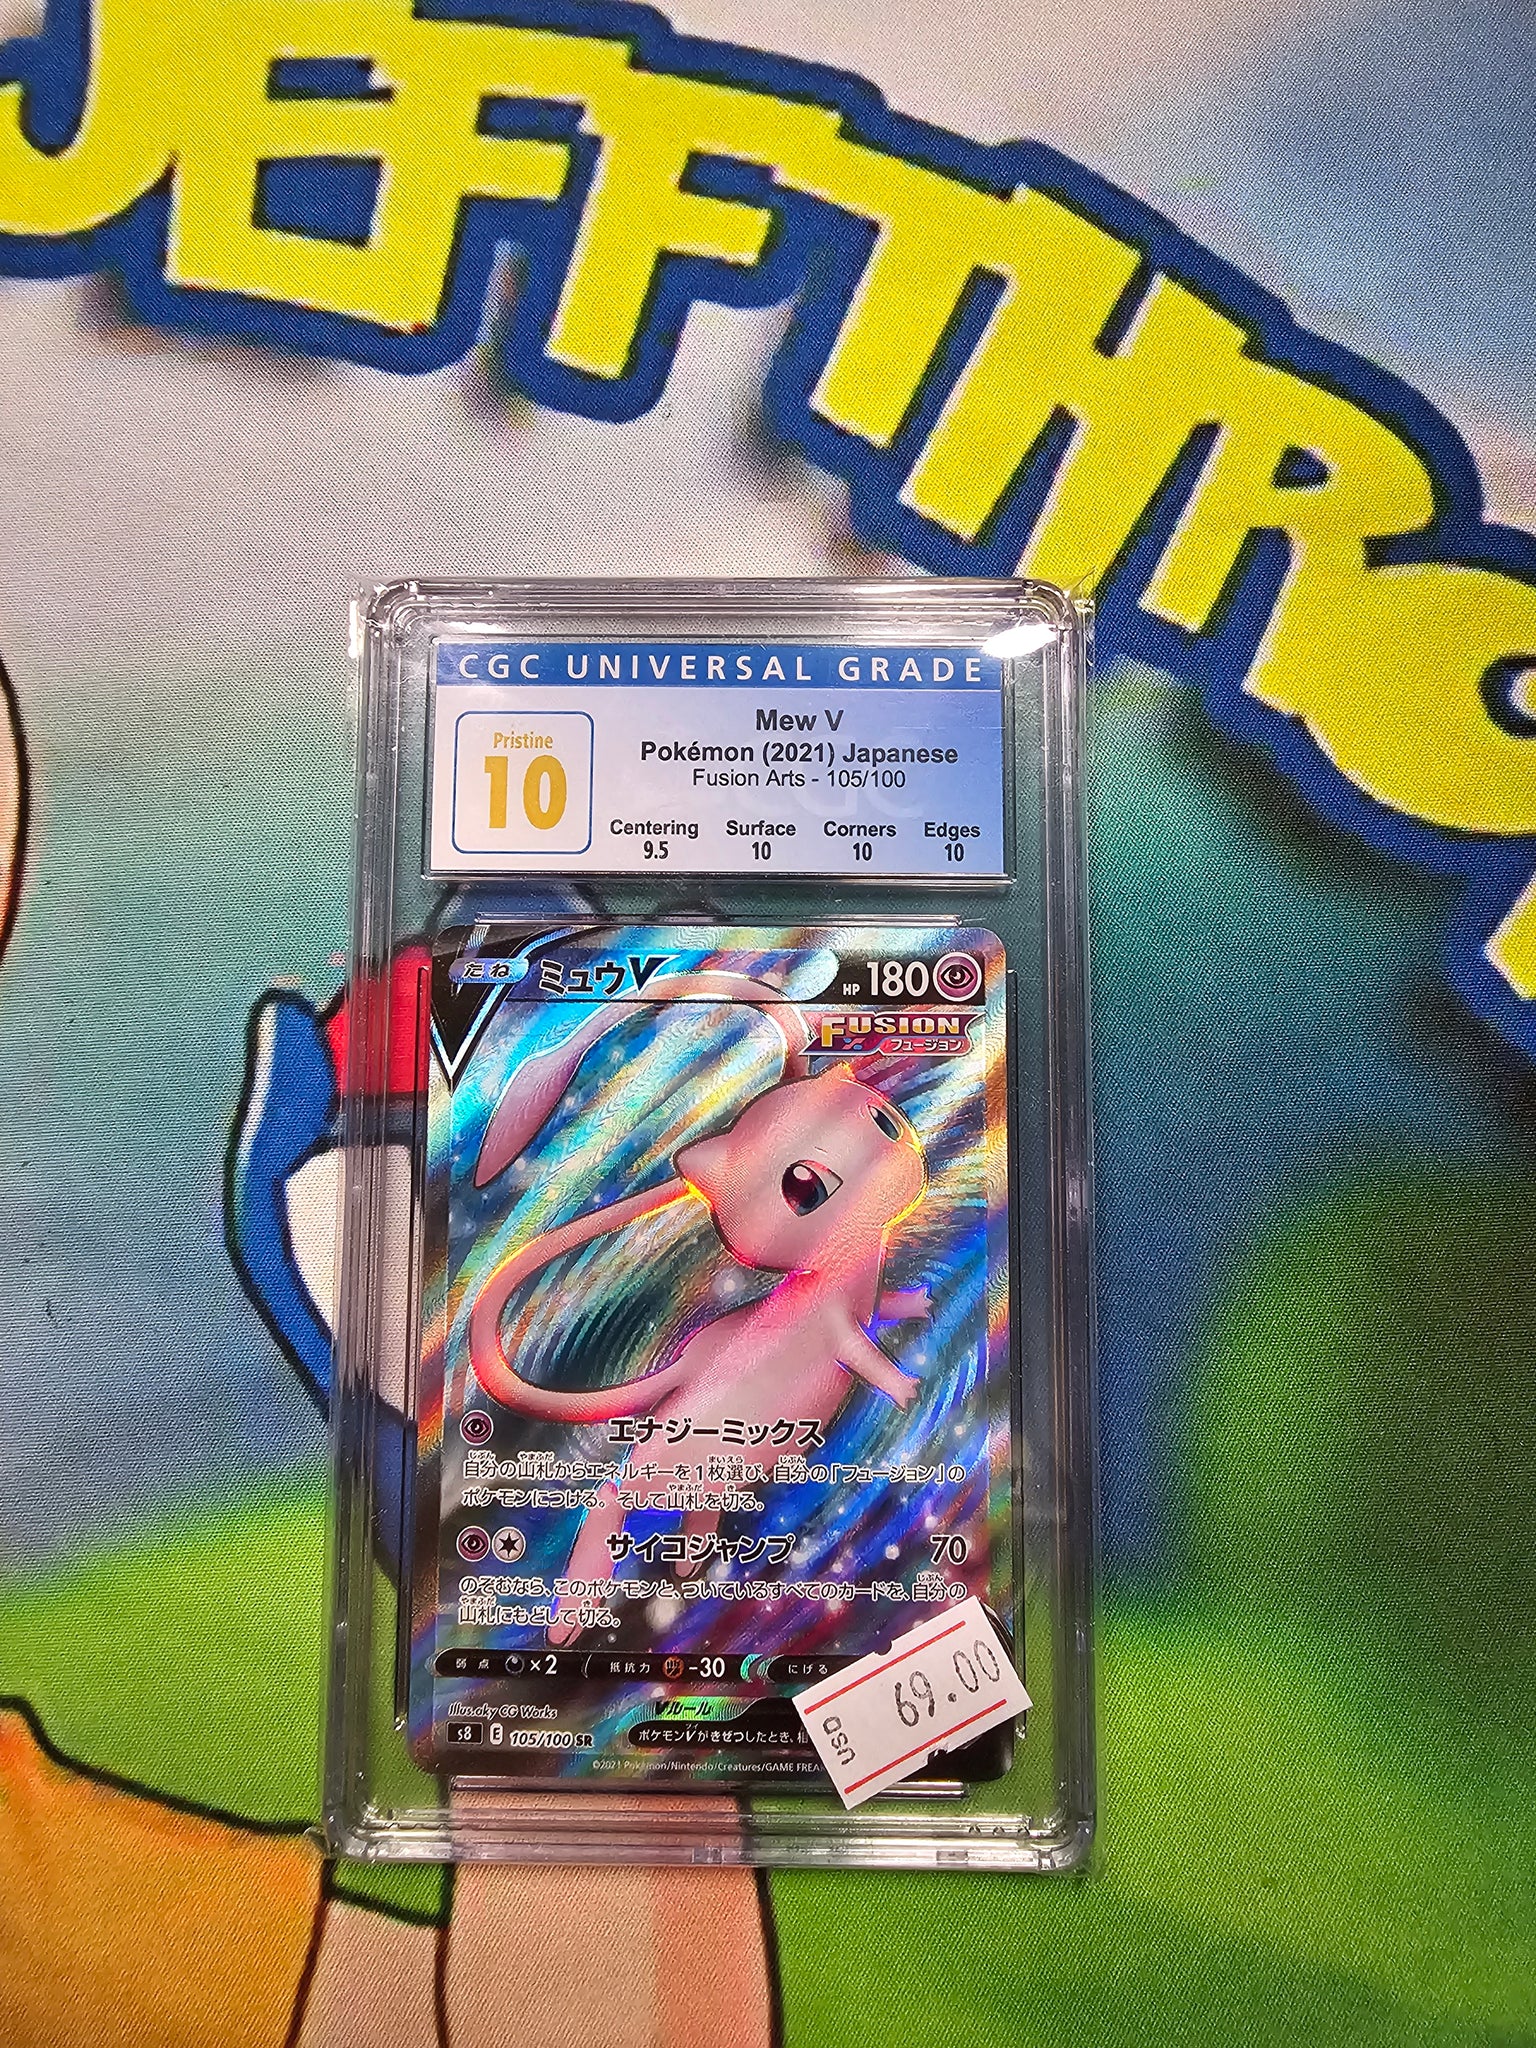 JEFFTHRO
CGC UNIVERSAL GRADE
Pristine
10
Mew V
Pokémon (2021) Japanese
Fusion Arts - 105/100
Centering Surface Corners Edges
9.5 10 10 10
たね ミュウV HP 180
FUSION
フュージョン
エナジーミックス
自分の山札からエネルギーを1枚選び、自分の「フュージョン」の
ポケモンにつける。そして山札を切る。
サイコジャンプ 70
のぞむなら、このポケモンと、ついているすべてのカードを、自分の
山札にもどして切る。
弱点 ×2 抵抗力 -30 にげる
Illus. aky CG Works
Vルール
s8 E 105/100 SR
ポケモンVがきぜつしたとき、相
©2021 Pokémon/Nintendo/Creatures/GAME FREA
USD
69.00